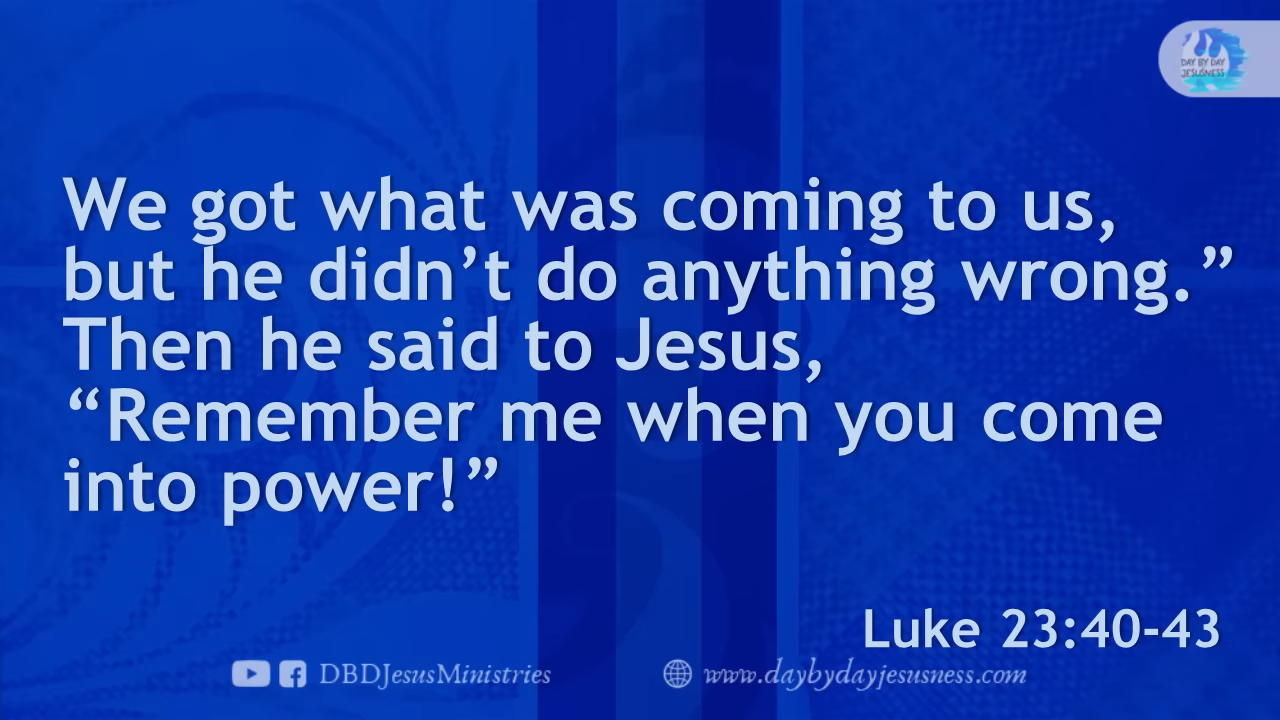 DAY BY DAY
JESUSNESS
We got what was coming to us,
but he didn’t do anything wrong.”
Then he said to Jesus,
“Remember me when you come
into power!”
Luke 23:40-43
DBDJesusMinistries
www.daybydayjesusness.com